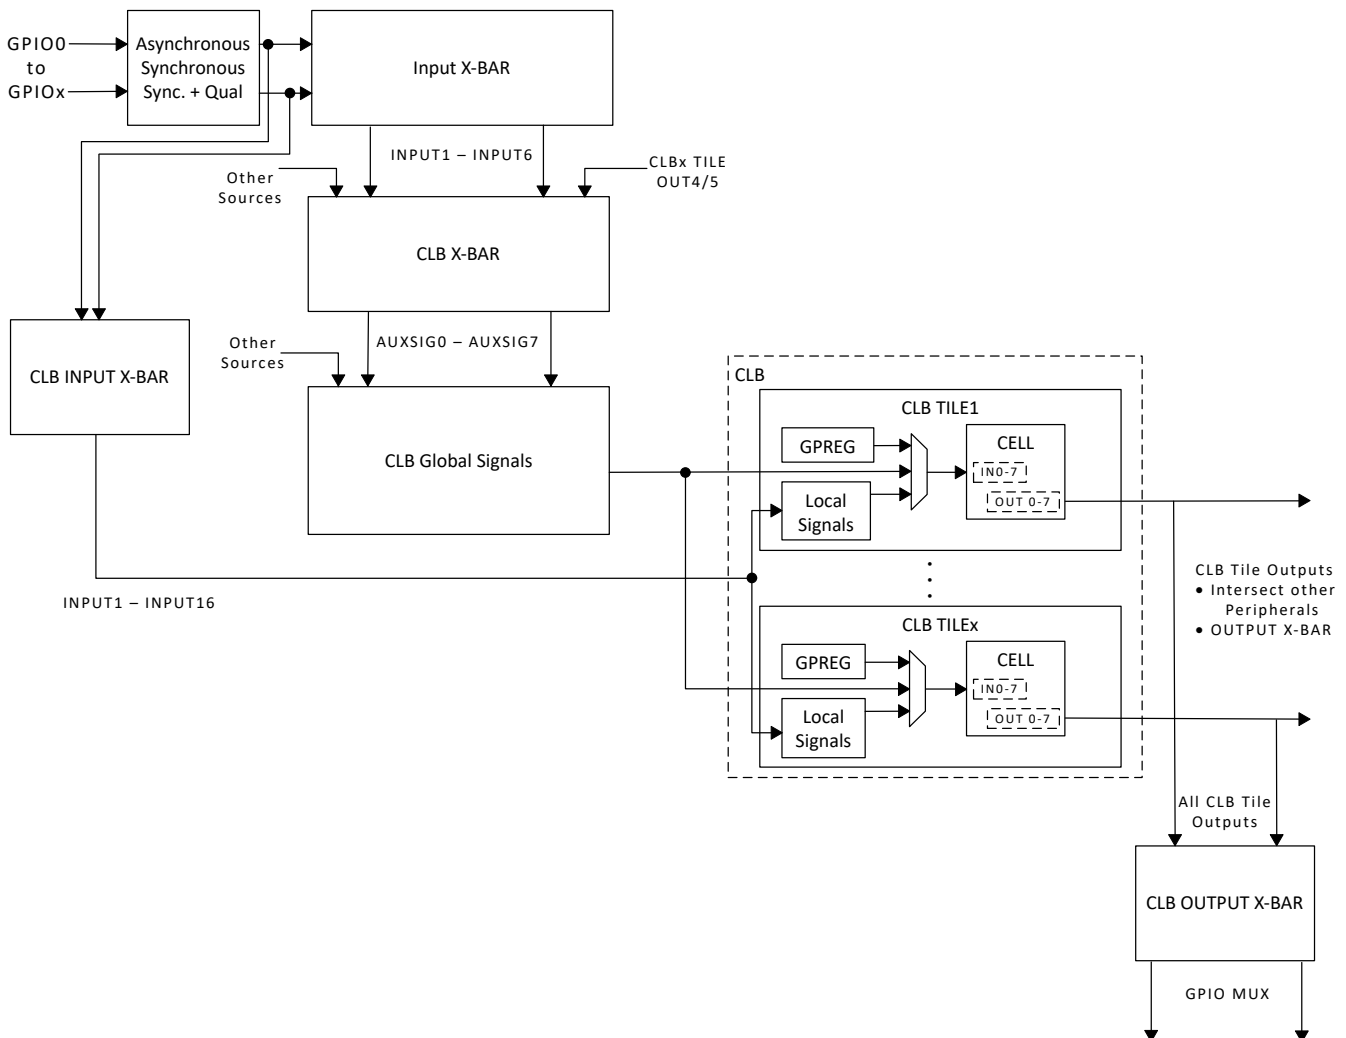 GPIO0
to
GPIOx
Asynchronous
Synchronous
Sync. + Qual
Input X-BAR
INPUT1 – INPUT6
Other
Sources
CLBx TILE
OUT4/5
CLB X-BAR
AUXSIG0 – AUXSIG7
Other
Sources
CLB INPUT X-BAR
CLB Global Signals
INPUT1 – INPUT16
CLB
CLB TILE1
GPREG
Local
Signals
CELL
IN0-7
OUT 0-7
CLB TILEx
GPREG
Local
Signals
CELL
IN0-7
OUT 0-7
CLB Tile Outputs
• Intersect other
Peripherals
• OUTPUT X-BAR
All CLB Tile
Outputs
CLB OUTPUT X-BAR
GPIO MUX